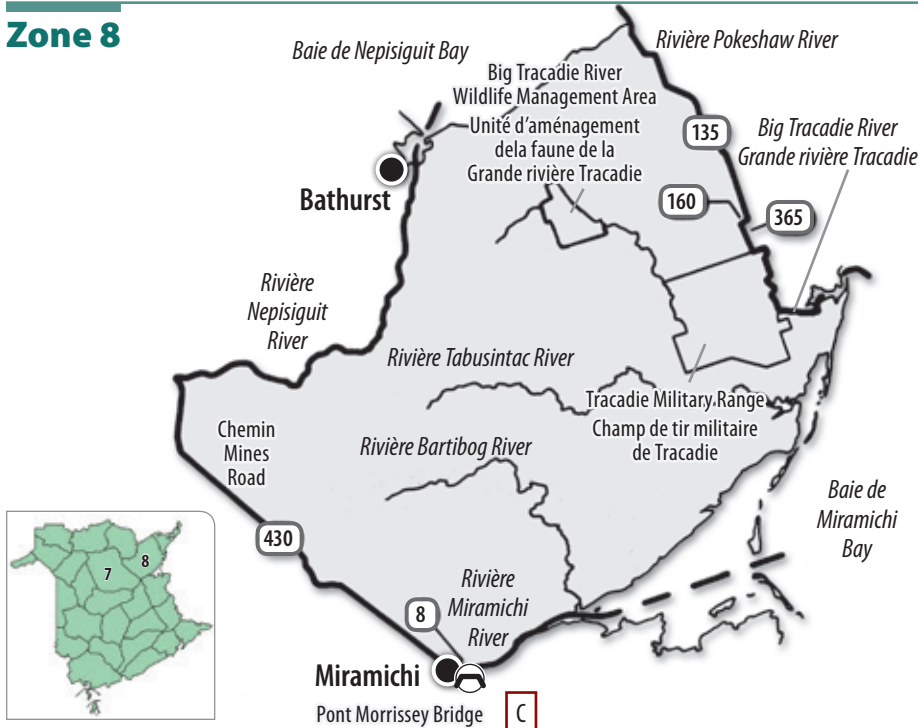 Zone 8
Baie de Nepisiguit Bay
Rivière Pokeshaw River
Big Tracadie River
Wildlife Management Area
Unité d'aménagement
dela faune de la
Grande rivière Tracadie
135
Big Tracadie River
Grande rivière Tracadie
Bathurst
160
365
Rivière
Nepisiguit
River
Rivière Tabusintac River
Tracadie Military Range
Champ de tir militaire
de Tracadie
Chemin
Mines
Road
Rivière Bartibog River
Baie de
Miramichi
Bay
430
7
8
Rivière
Miramichi
River
8
Miramichi
Pont Morrissey Bridge
C